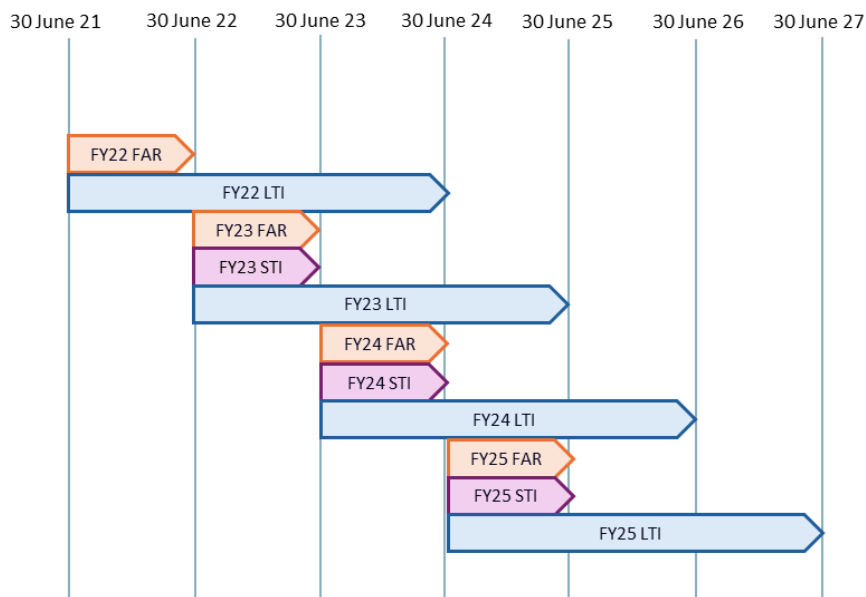 30 June 21 30 June 22 30 June 23 30 June 24 30 June 25 30 June 26 30 June 27
FY22 FAR
FY22 LTI
FY23 FAR
FY23 STI
FY23 LTI
FY24 FAR
FY24 STI
FY24 LTI
FY25 FAR
FY25 STI
FY25 LTI